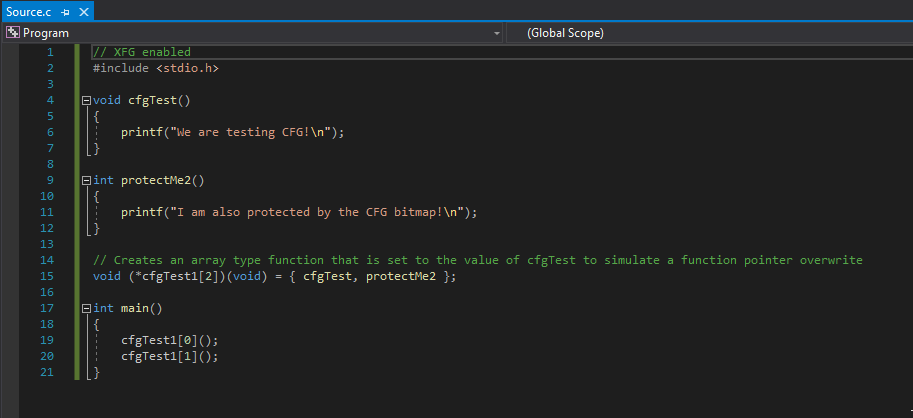 Source.c
Program (Global Scope)
1 // XFG enabled
2 #include <stdio.h>
3
4 void cfgTest()
5 {
6 printf("We are testing CFG!\n");
7 }
8
9 int protectMe2()
10 {
11 printf("I am also protected by the CFG bitmap!\n");
12 }
13
14 // Creates an array type function that is set to the value of cfgTest to simulate a function pointer overwrite
15 void (*cfgTest1[2])(void) = { cfgTest, protectMe2 };
16
17 int main()
18 {
19 cfgTest1[0]();
20 cfgTest1[1]();
21 }